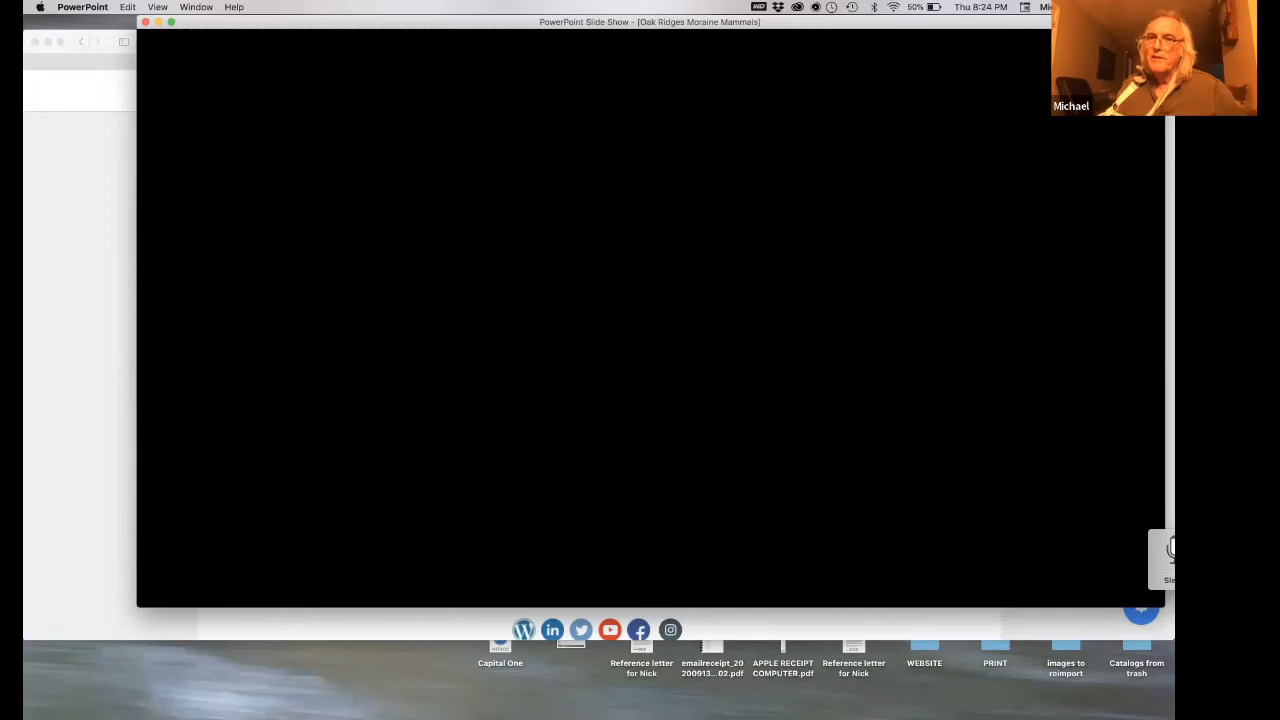 PowerPoint Edit View Window Help 50% Thu 8:24 PM
PowerPoint Slide Show - [Oak Ridges Moraine Mammals]
Michael
Capital One
Reference letter
for Nick
emailreceipt_20
200913...02.pdf
APPLE RECEIPT
COMPUTER.pdf
Reference letter
for Nick
WEBSITE
PRINT
images to
reimport
Catalogs from
trash